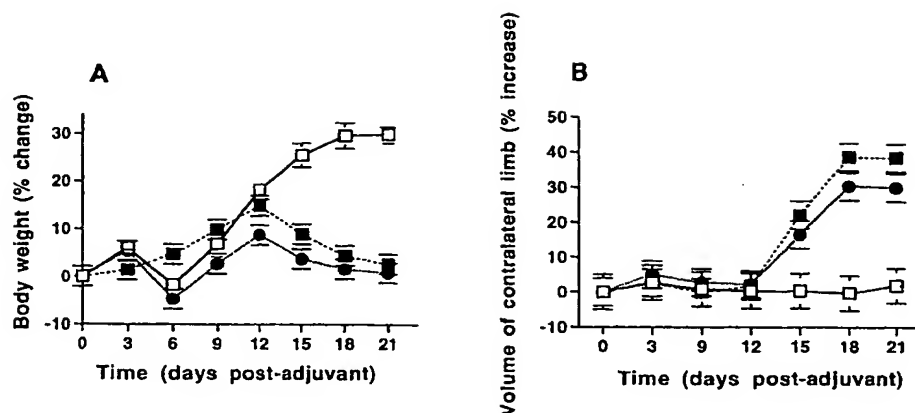 A
Body weight (% change)
30
20
10
0
-10
0 3 6 9 12 15 18 21
Time (days post-adjuvant)
B
Volume of contralateral limb (% increase)
50
40
30
20
10
0
-10
0 3 9 12 15 18 21
Time (days post-adjuvant)